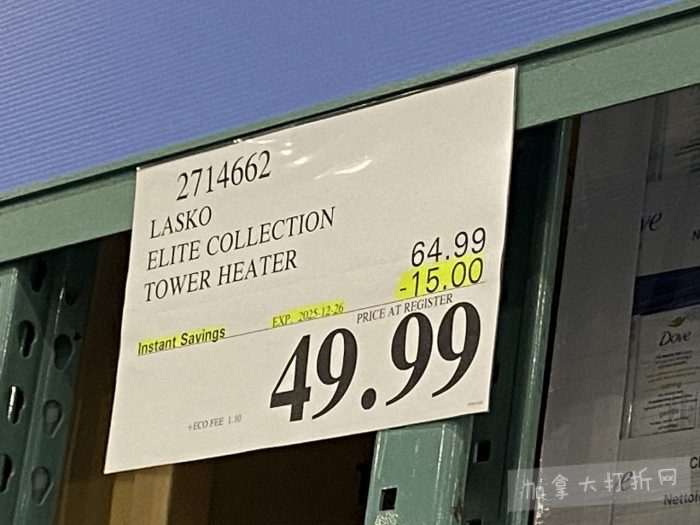 2714662
LASKO
ELITE COLLECTION
TOWER HEATER
64.99
-15.00
Instant Savings
EXP. 2025-12-26
PRICE AT REGISTER
49.99
+ECO FEE 1.10
Dove
加拿大打折网